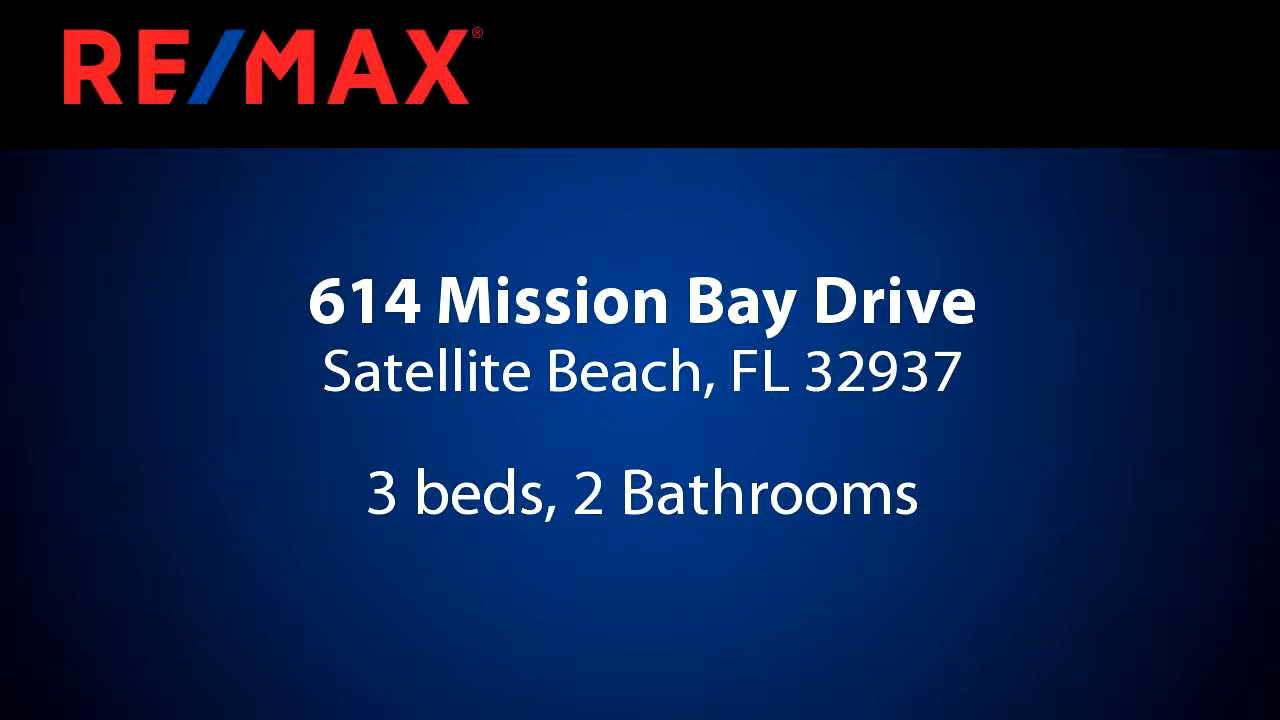 RE/MAX®
614 Mission Bay Drive
Satellite Beach, FL 32937
3 beds, 2 Bathrooms